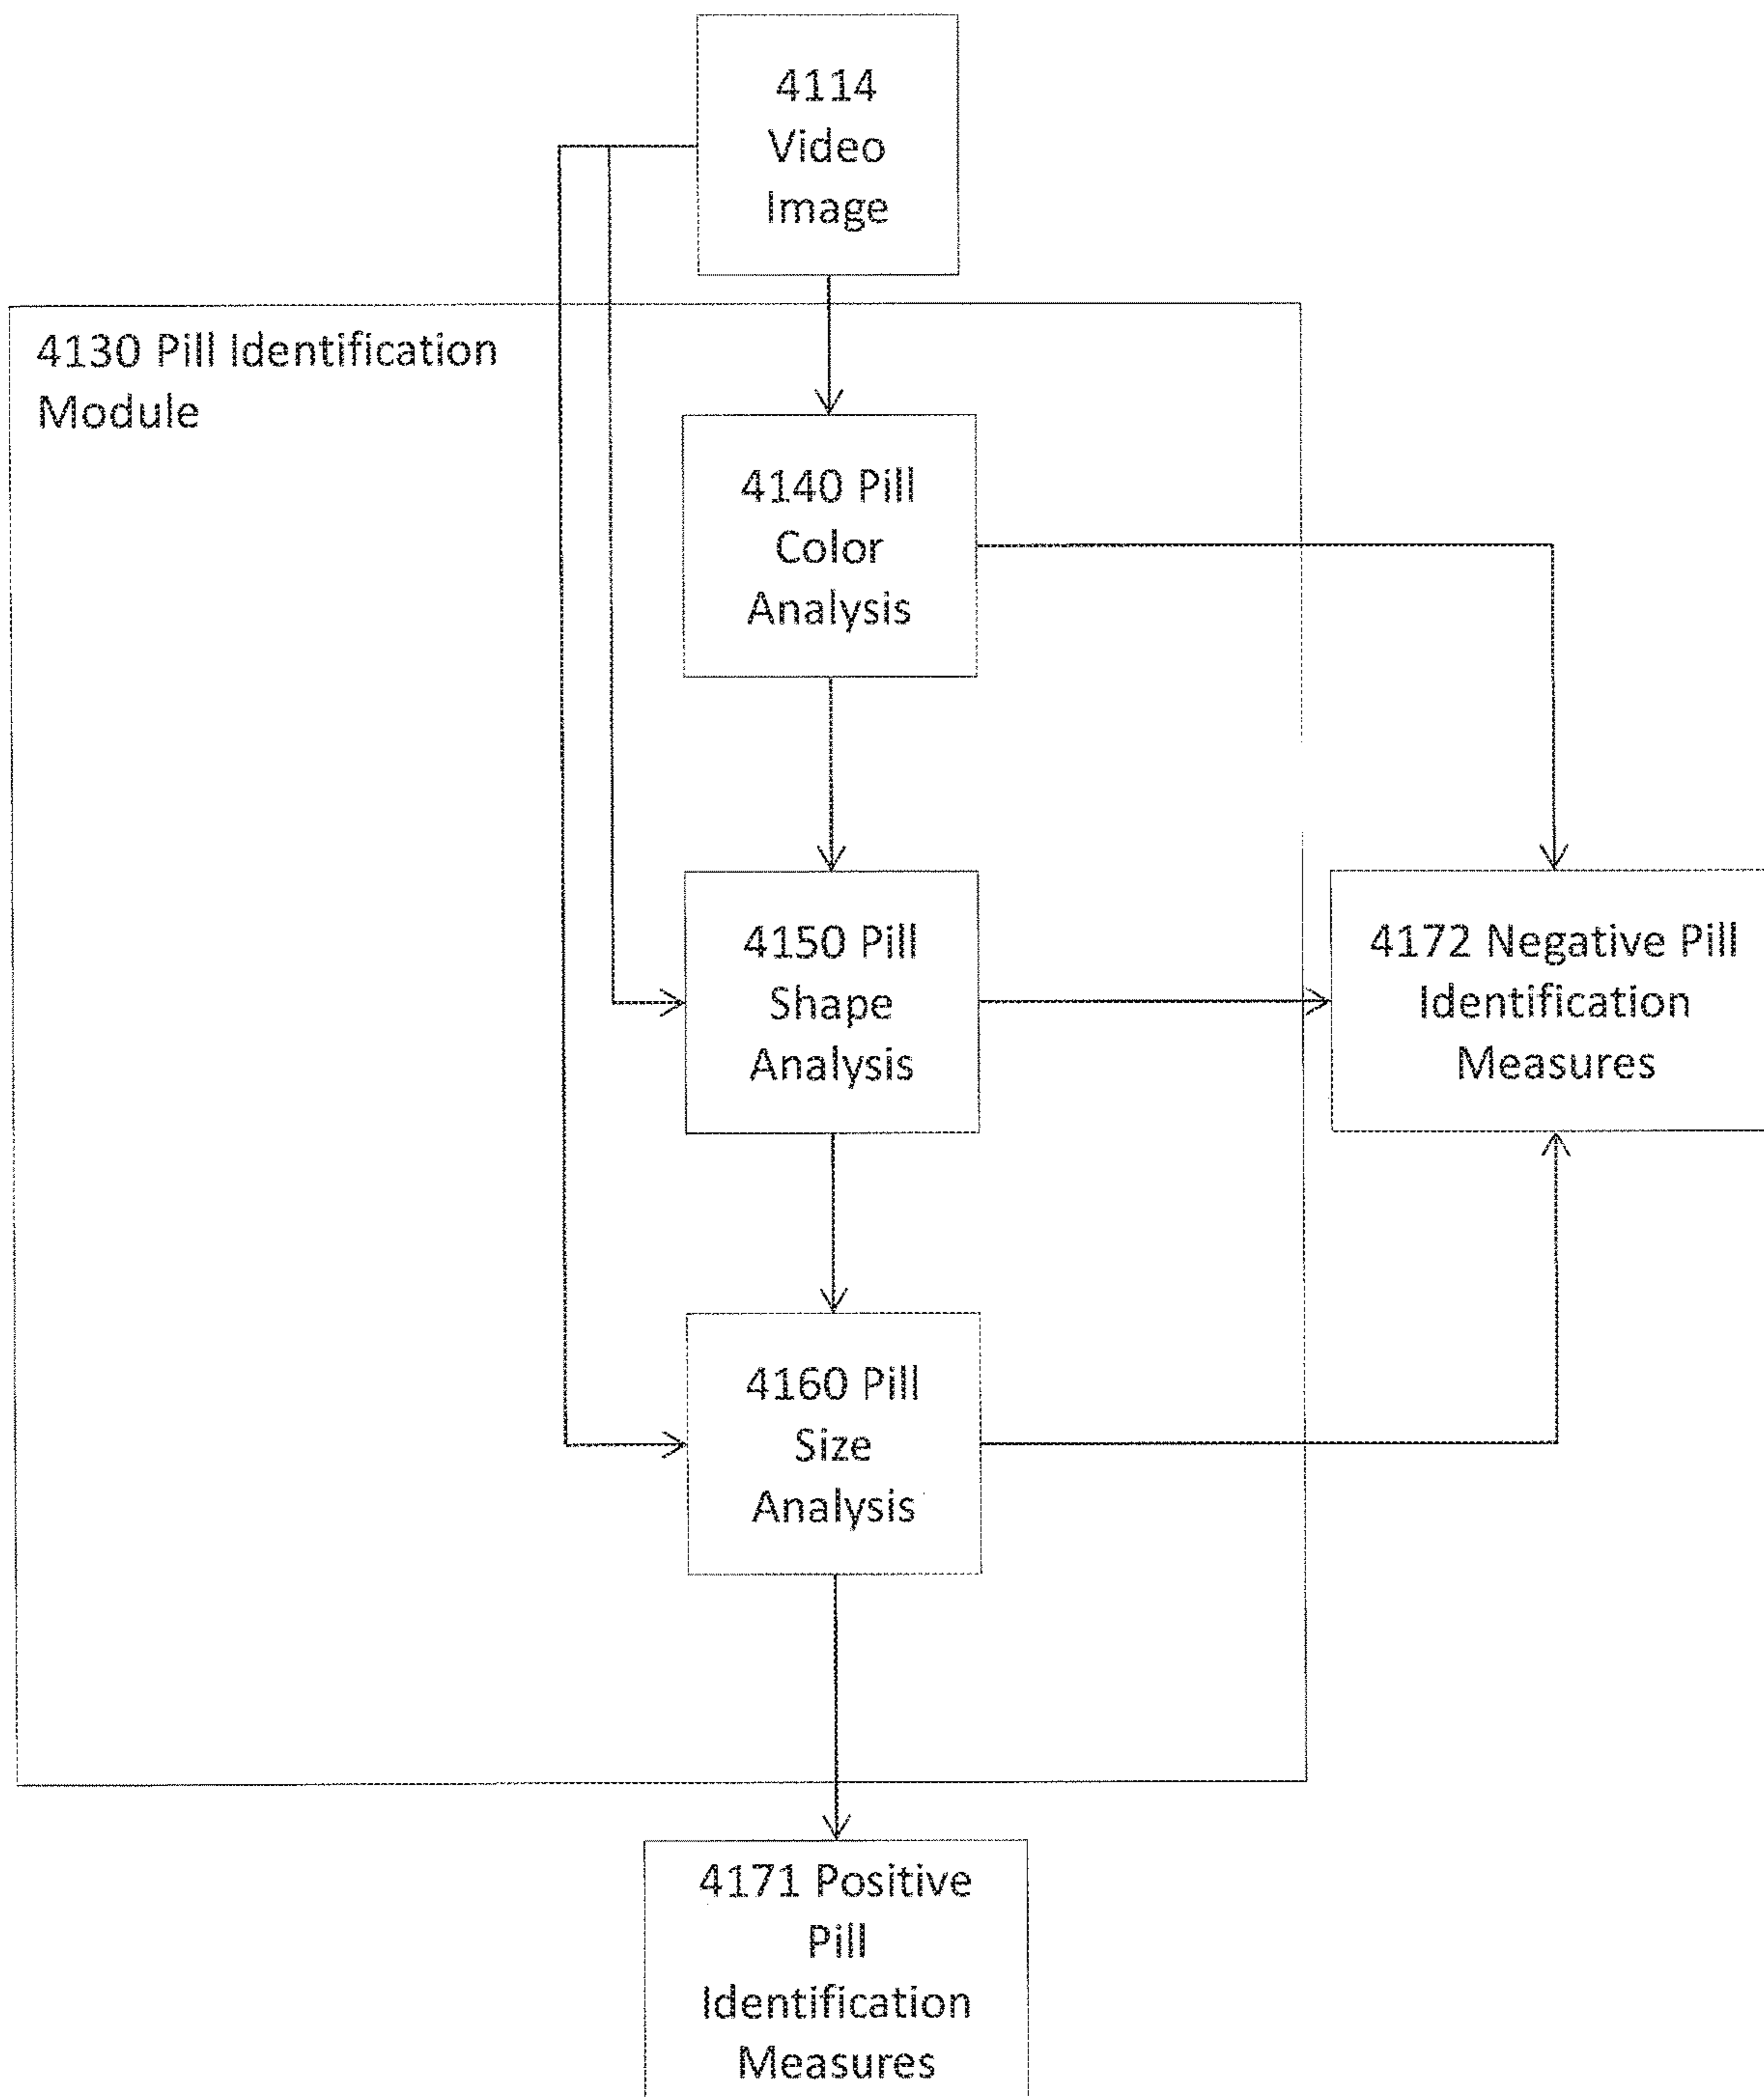 4114
Video
Image
4130 Pill Identification
Module
4140 Pill
Color
Analysis
4150 Pill
Shape
Analysis
4172 Negative Pill
Identification
Measures
4160 Pill
Size
Analysis
4171 Positive
Pill
Identification
Measures